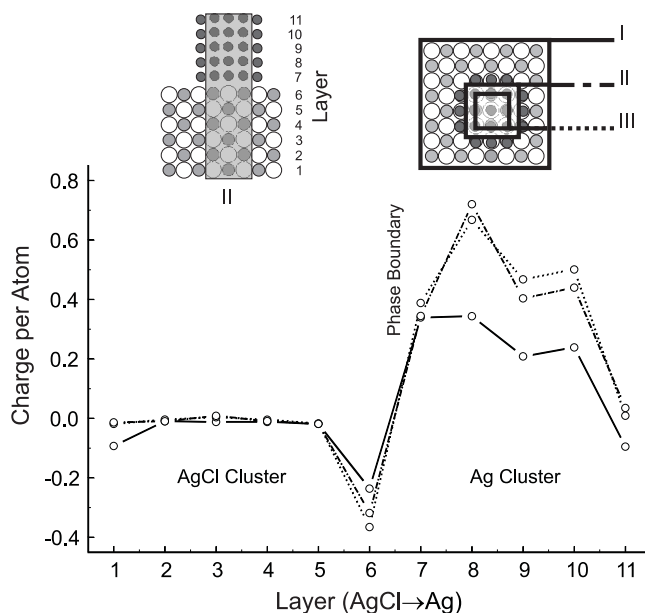 11
10
9
8
7
6
5
4
3
2
1
Layer
II
I
II
III
Charge per Atom
0.8
0.6
0.4
0.2
0.0
-0.2
-0.4
Phase Boundary
AgCl Cluster
Ag Cluster
1 2 3 4 5 6 7 8 9 10 11
Layer (AgCl→Ag)